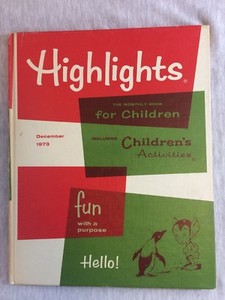 Highlights®
THE MONTHLY BOOK
for Children
December
1973
INCLUDING
Children's
Activities®
fun
with a
purpose
Hello!